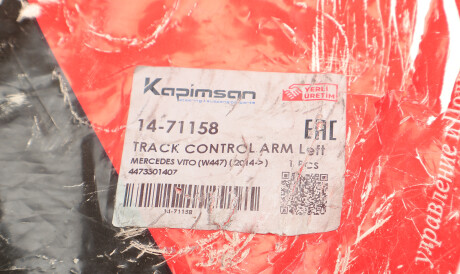 Kapimsan
YERLİ
ÜRETİM
14-71158
EAC
TRACK CONTROL ARM Left
MERCEDES VITO (W447) (2014->)
1 PCS
4473301407
14-71158
управление